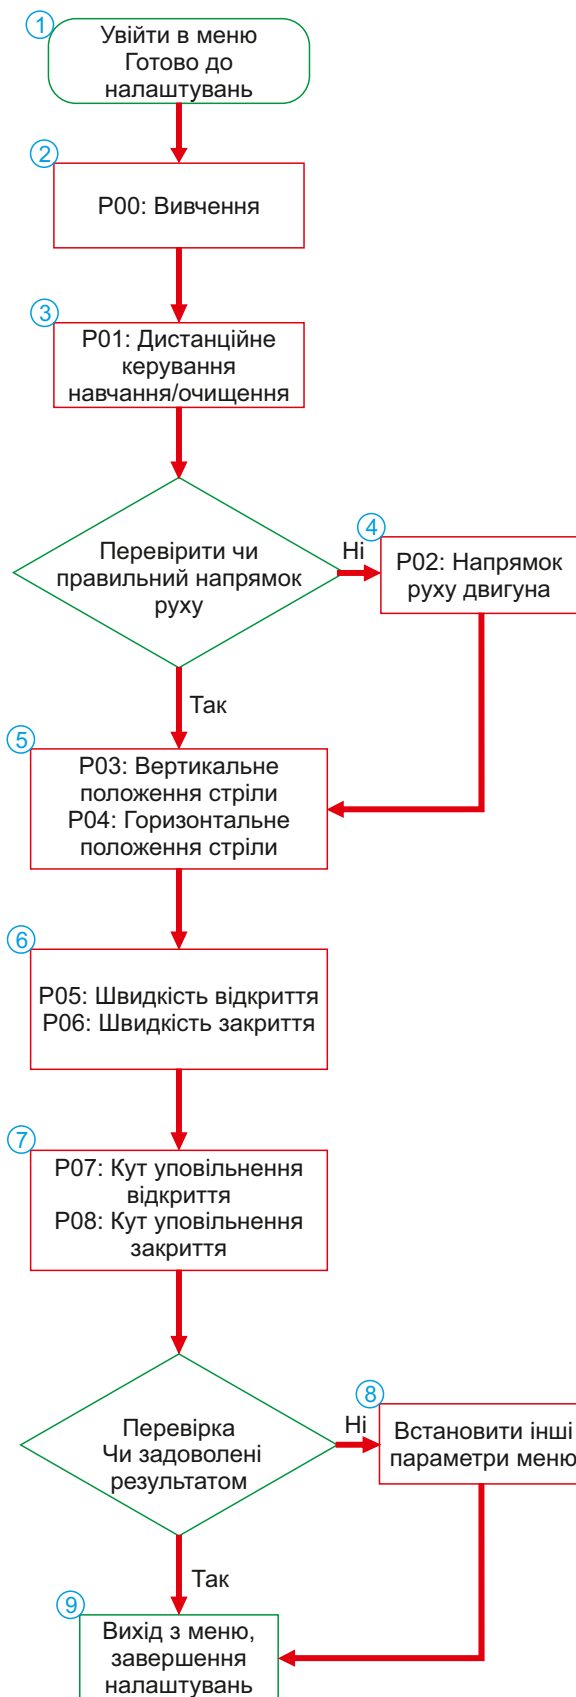 1
Увійти в меню
Готово до
налаштувань
2
P00: Вивчення
3
P01: Дистанційне
керування
навчання/очищення
Перевірити чи
правильний напрямок
руху
Ні
4
P02: Напрямок
руху двигуна
Так
5
P03: Вертикальне
положення стріли
P04: Горизонтальне
положення стріли
6
P05: Швидкість відкриття
P06: Швидкість закриття
7
P07: Кут уповільнення
відкриття
P08: Кут уповільнення
закриття
Перевірка
Чи задоволені
результатом
Ні
8
Встановити інші
параметри меню
Так
9
Вихід з меню,
завершення
налаштувань